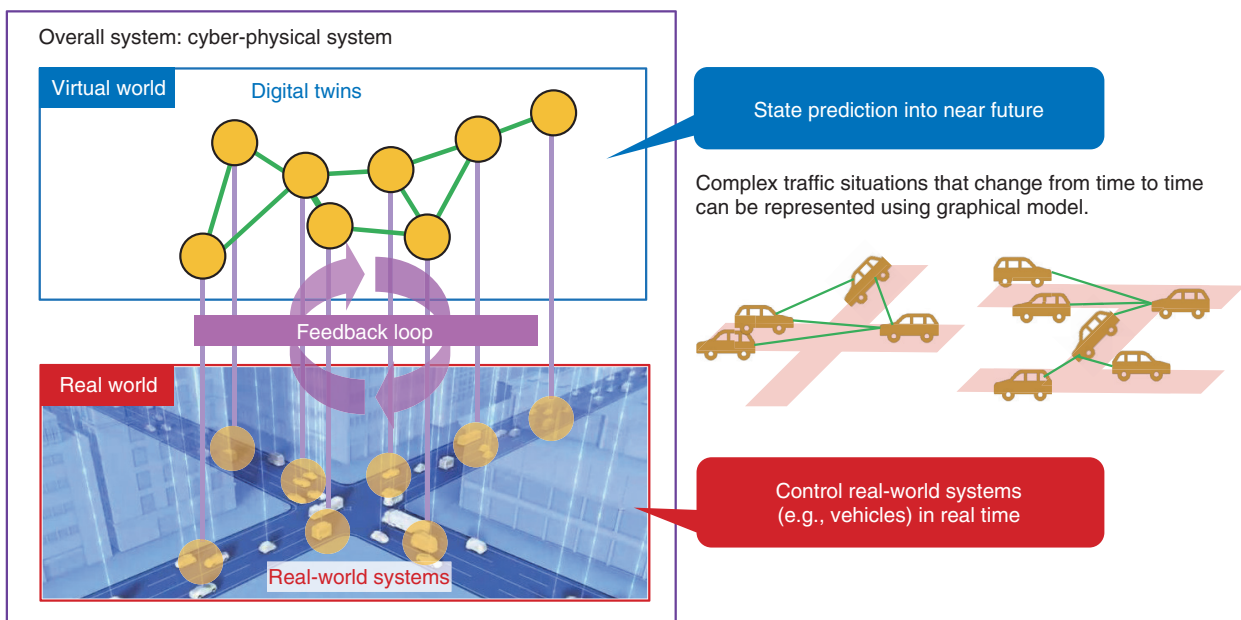 Overall system: cyber-physical system
Virtual world
Digital twins
State prediction into near future
Complex traffic situations that change from time to time
can be represented using graphical model.
Feedback loop
Real world
Control real-world systems
(e.g., vehicles) in real time
Real-world systems